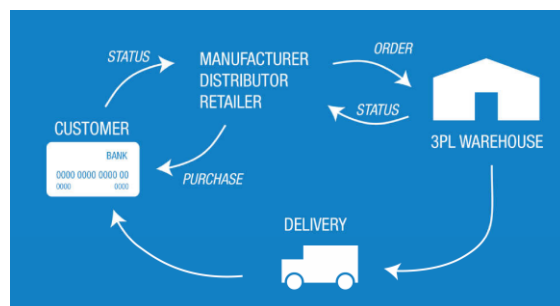 STATUS
MANUFACTURER
DISTRIBUTOR
RETAILER
ORDER
STATUS
3PL WAREHOUSE
CUSTOMER
BANK
0000 0000 0000 00
0000 0000
PURCHASE
DELIVERY